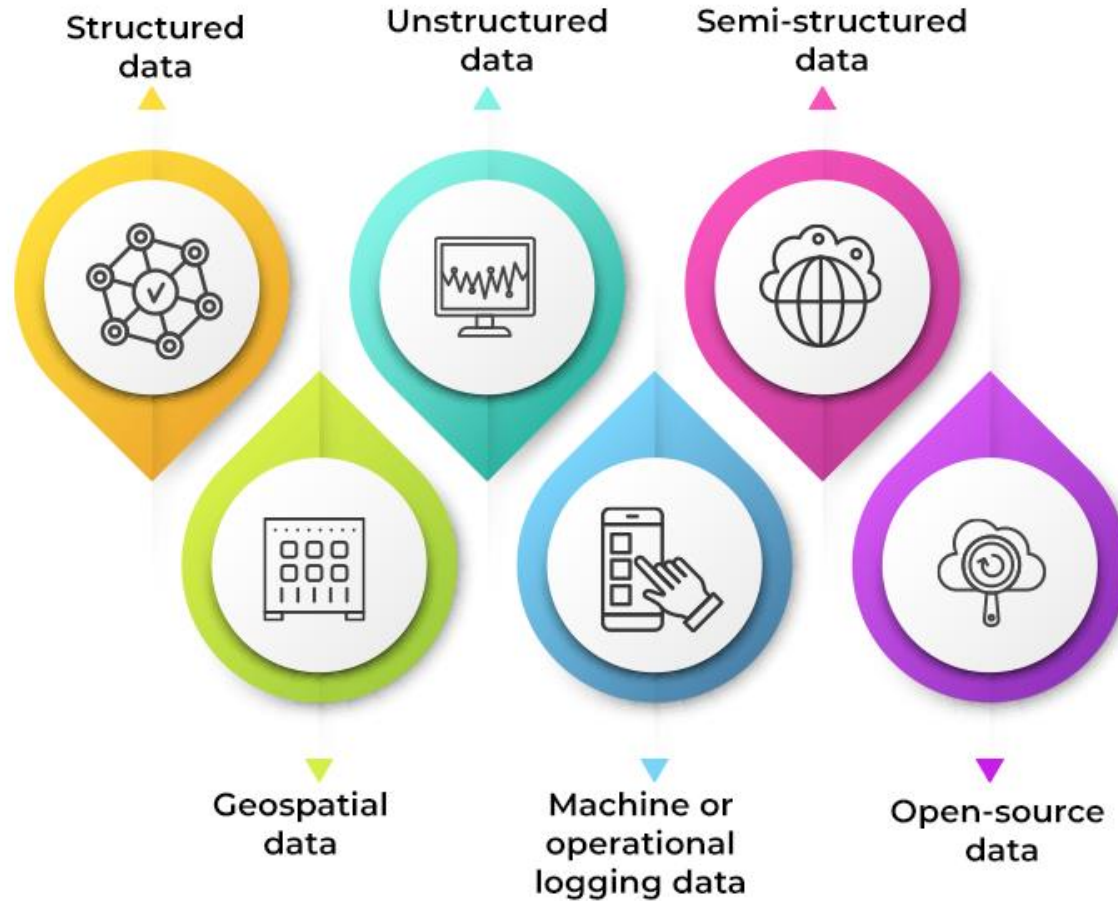 Structured
data
Unstructured
data
Semi-structured
data
Geospatial
data
Machine or
operational
logging data
Open-source
data